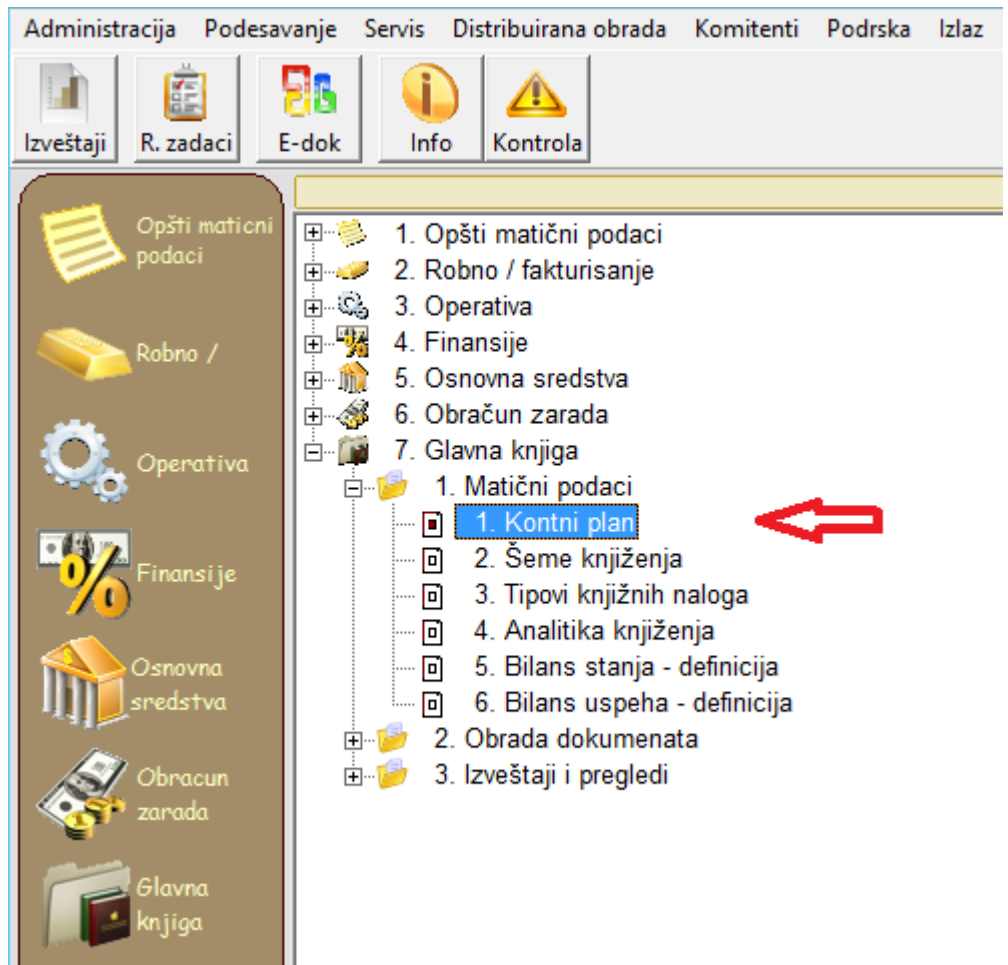 Administracija Podesavanje Servis Distribuirana obrada Komitenti Podrska Izlaz
Izveštaji R. zadaci E-dok Info Kontrola
Opšti maticni
podaci
Robno /
Operativa
Finansije
Osnovna
sredstva
Obracun
zarada
Glavna
knjiga
1. Opšti matični podaci
2. Robno / fakturisanje
3. Operativa
4. Finansije
5. Osnovna sredstva
6. Obračun zarada
7. Glavna knjiga
1. Matični podaci
1. Kontni plan
2. Šeme knjiženja
3. Tipovi knjižnih naloga
4. Analitika knjiženja
5. Bilans stanja - definicija
6. Bilans uspeha - definicija
2. Obrada dokumenata
3. Izveštaji i pregledi